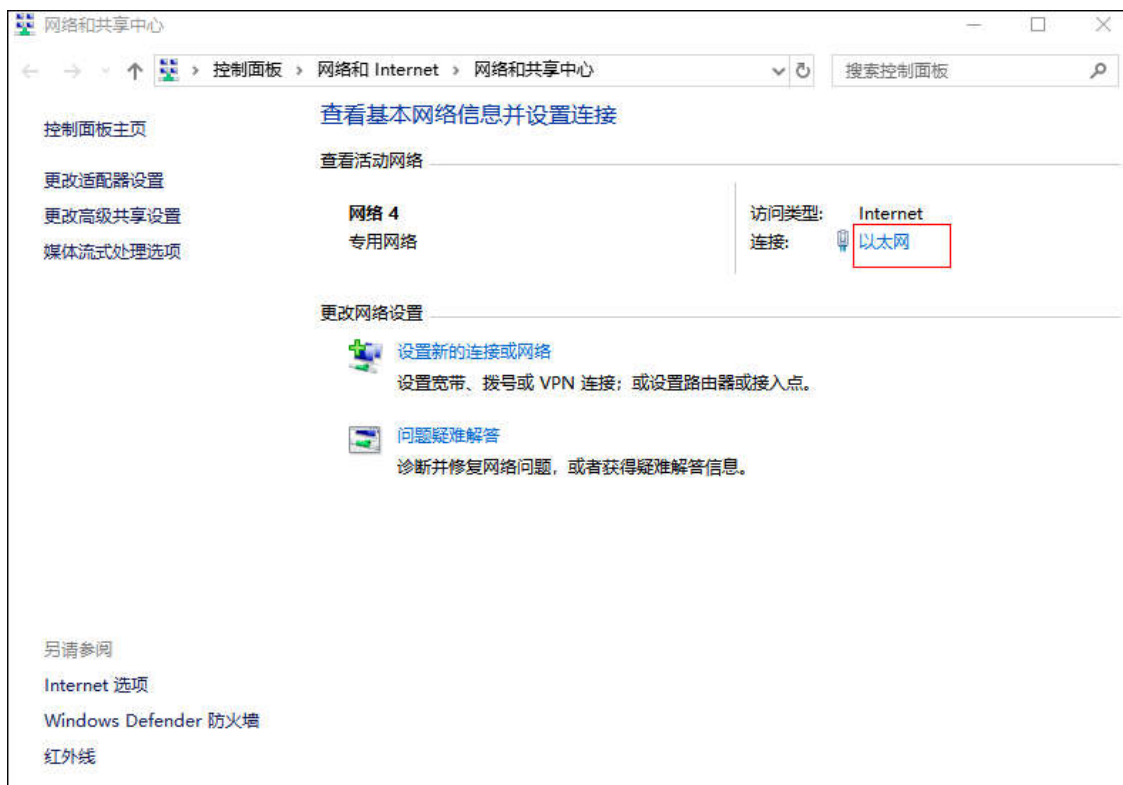 网络和共享中心
控制面板 › 网络和 Internet › 网络和共享中心
搜索控制面板
控制面板主页
更改适配器设置
更改高级共享设置
媒体流式处理选项
查看基本网络信息并设置连接
查看活动网络
网络 4
专用网络
访问类型: Internet
连接: 以太网
更改网络设置
设置新的连接或网络
设置宽带、拨号或 VPN 连接；或设置路由器或接入点。
问题疑难解答
诊断并修复网络问题，或者获得疑难解答信息。
另请参阅
Internet 选项
Windows Defender 防火墙
红外线